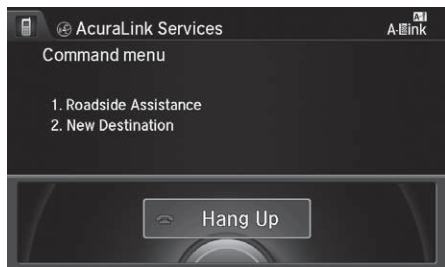 AcuraLink Services
A-link
Command menu
1. Roadside Assistance
2. New Destination
Hang Up